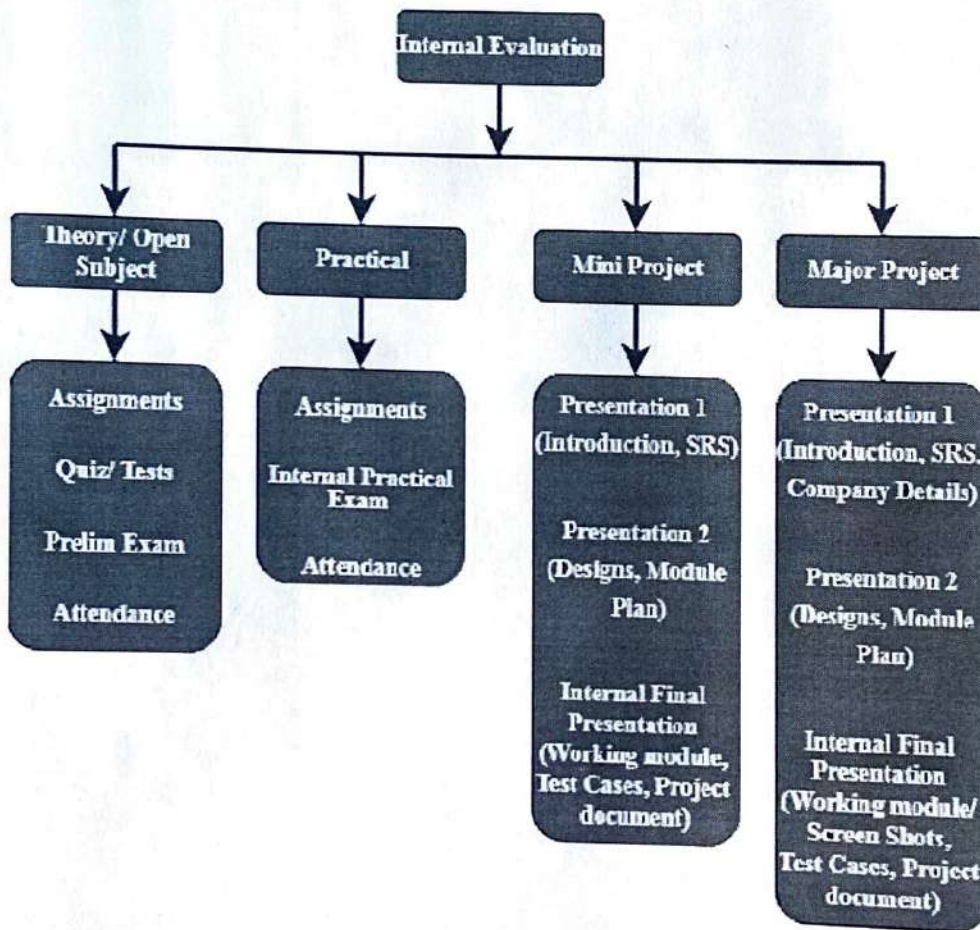 Internal Evaluation
Theory/ Open
Subject
Practical
Mini Project
Major Project
Assignments
Quiz/ Tests
Prelim Exam
Attendance
Assignments
Internal Practical
Exam
Attendance
Presentation 1
(Introduction, SRS)
Presentation 2
(Designs, Module
Plan)
Internal Final
Presentation
(Working module,
Test Cases, Project
document)
Presentation 1
(Introduction, SRS,
Company Details)
Presentation 2
(Designs, Module
Plan)
Internal Final
Presentation
(Working module/
Screen Shots,
Test Cases, Project
document)